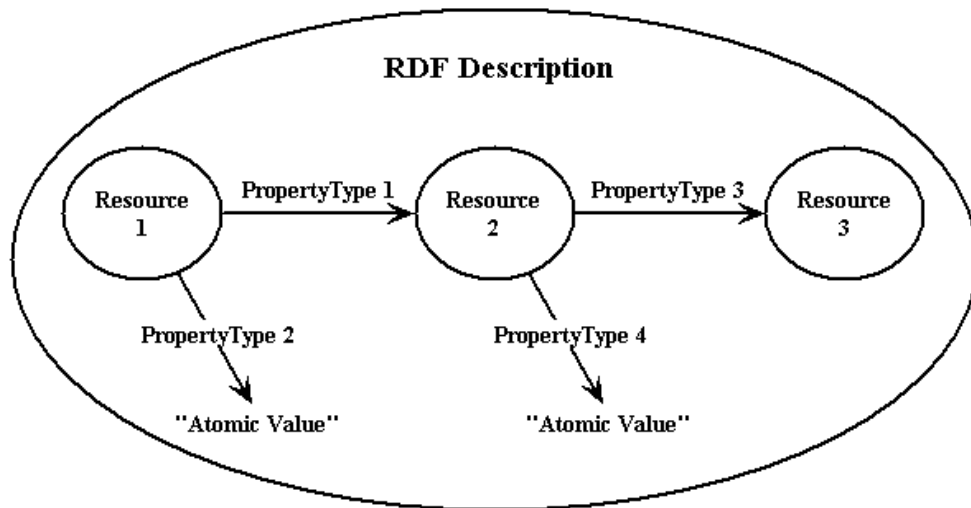 RDF Description
Resource
1
PropertyType 1
Resource
2
PropertyType 3
Resource
3
PropertyType 2
PropertyType 4
"Atomic Value"
"Atomic Value"